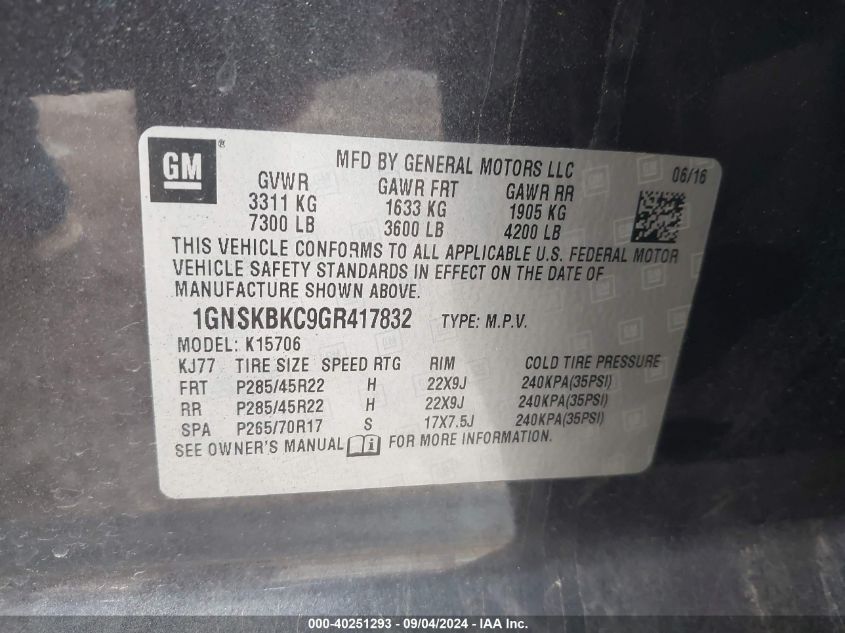 GM®
MFD BY GENERAL MOTORS LLC 06/16
GVWR GAWR FRT GAWR RR
3311 KG 1633 KG 1905 KG
7300 LB 3600 LB 4200 LB
THIS VEHICLE CONFORMS TO ALL APPLICABLE U.S. FEDERAL MOTOR
VEHICLE SAFETY STANDARDS IN EFFECT ON THE DATE OF
MANUFACTURE SHOWN ABOVE.
1GNSKBKC9GR417832 TYPE: M.P.V.
MODEL: K15706
KJ77 TIRE SIZE SPEED RTG RIM COLD TIRE PRESSURE
FRT P285/45R22 H 22X9J 240KPA(35PSI)
RR P285/45R22 H 22X9J 240KPA(35PSI)
SPA P265/70R17 S 17X7.5J 240KPA(35PSI)
SEE OWNER'S MANUAL i FOR MORE INFORMATION.
000-40251293 - 09/04/2024 - IAA Inc.